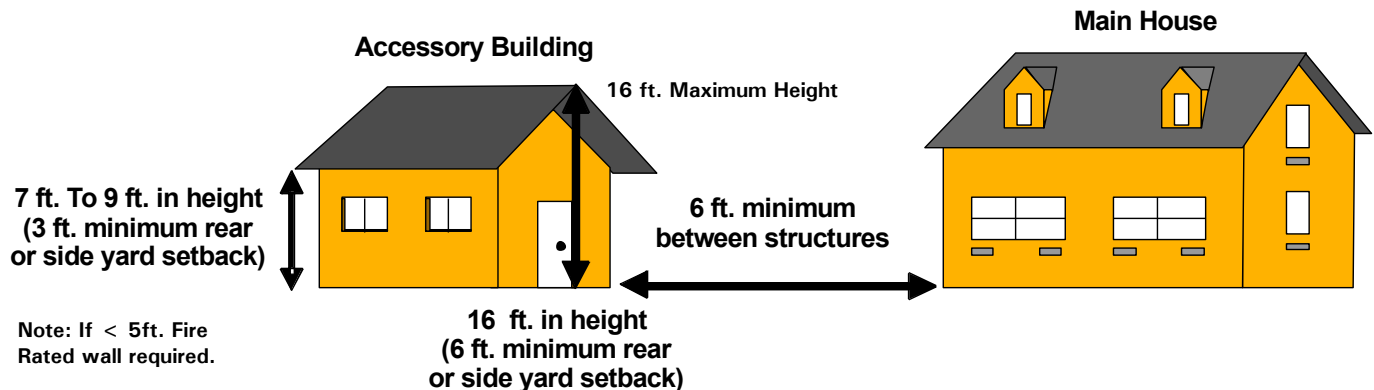 Main House
Accessory Building
16 ft. Maximum Height
7 ft. To 9 ft. in height
(3 ft. minimum rear
or side yard setback)
6 ft. minimum
between structures
Note: If < 5ft. Fire
Rated wall required.
16 ft. in height
(6 ft. minimum rear
or side yard setback)